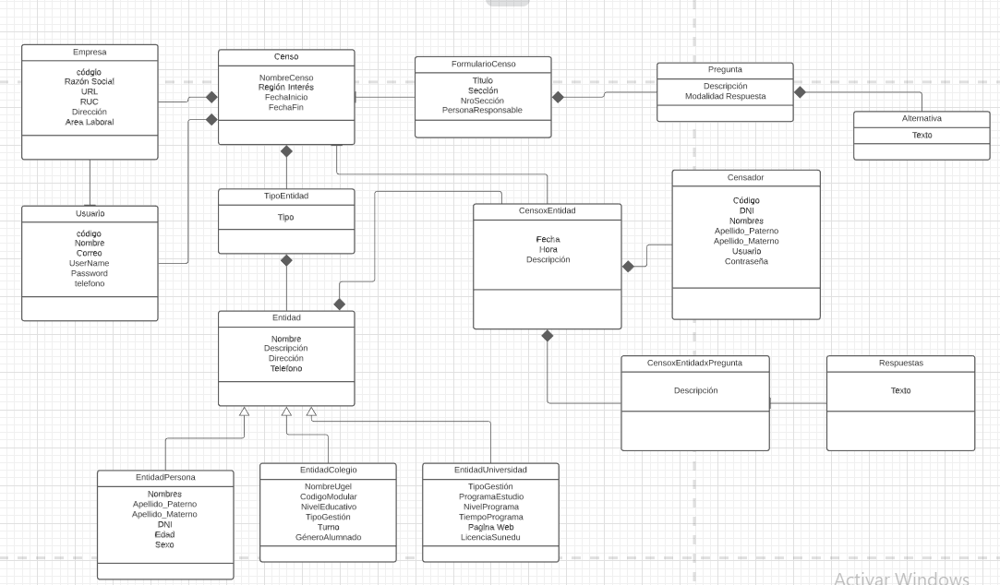 Empresa
códgio
Razón Social
URL
RUC
Dirección
Area Laboral
Censo
NombreCenso
Región Interés
FechaInicio
FechaFin
FormularioCenso
Titulo
Sección
NroSección
PersonaResponsable
Pregunta
Descripción
Modalidad Respuesta
Alternativa
Texto
Usuario
código
Nombre
Correo
UserName
Password
telefono
TipoEntidad
Tipo
CensoxEntidad
Fecha
Hora
Descripción
Censador
Código
DNI
Nombres
Apellido_Paterno
Apellido_Materno
Usuario
Contraseña
Entidad
Nombre
Descripción
Dirección
Telefono
CensoxEntidadxPregunta
Descripción
Respuestas
Texto
EntidadPersona
Nombres
Apellido_Paterno
Apellido_Materno
DNI
Edad
Sexo
EntidadColegio
NombreUgel
CodigoModular
NivelEducativo
TipoGestión
Turno
GéneroAlumnado
EntidadUniversidad
TipoGestión
ProgramaEstudio
NivelPrograma
TiempoPrograma
Pagina Web
LicenciaSunedu
Activar Windows